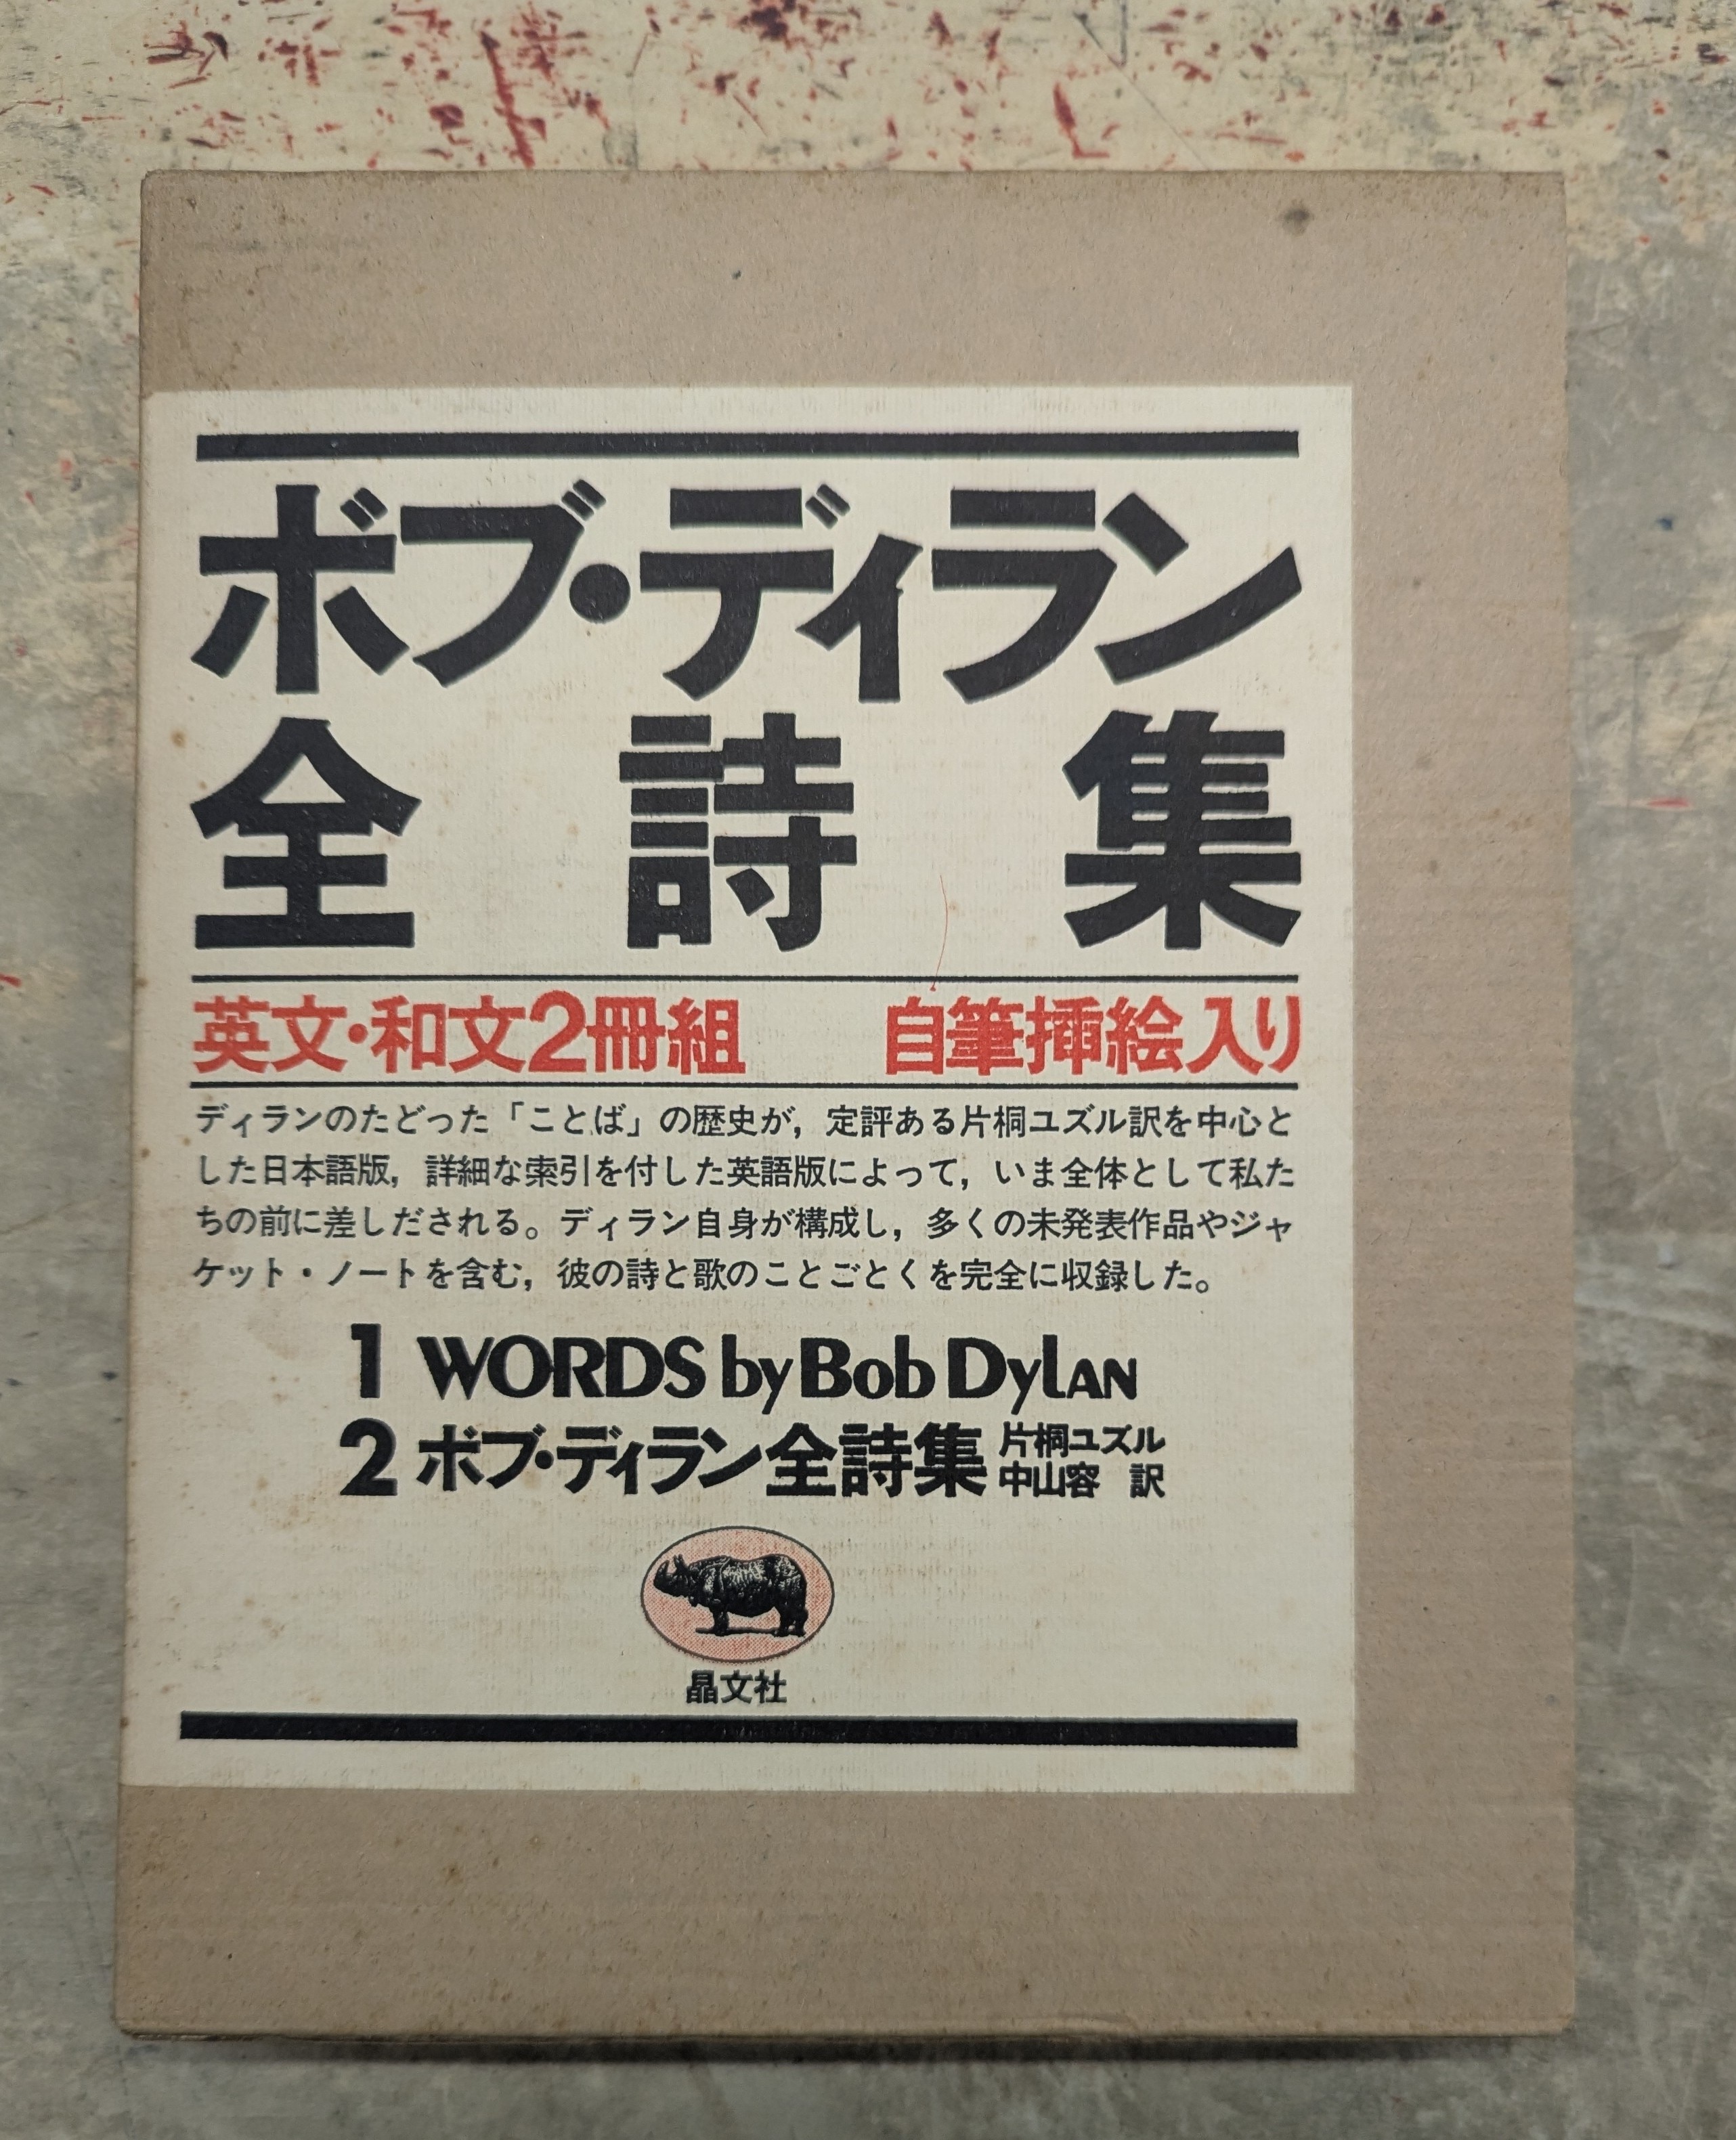 ボブ・ディラン
全詩集
英文・和文2冊組 自筆挿絵入り
ディランのたどった「ことば」の歴史が，定評ある片桐ユズル訳を中心と
した日本語版，詳細な索引を付した英語版によって，いま全体として私た
ちの前に差しだされる。ディラン自身が構成し，多くの未発表作品やジャ
ケット・ノートを含む，彼の詩と歌のことごとくを完全に収録した。
1 WORDS by Bob Dylan
2 ボブ・ディラン全詩集 片桐ユズル
中山容 訳
晶文社